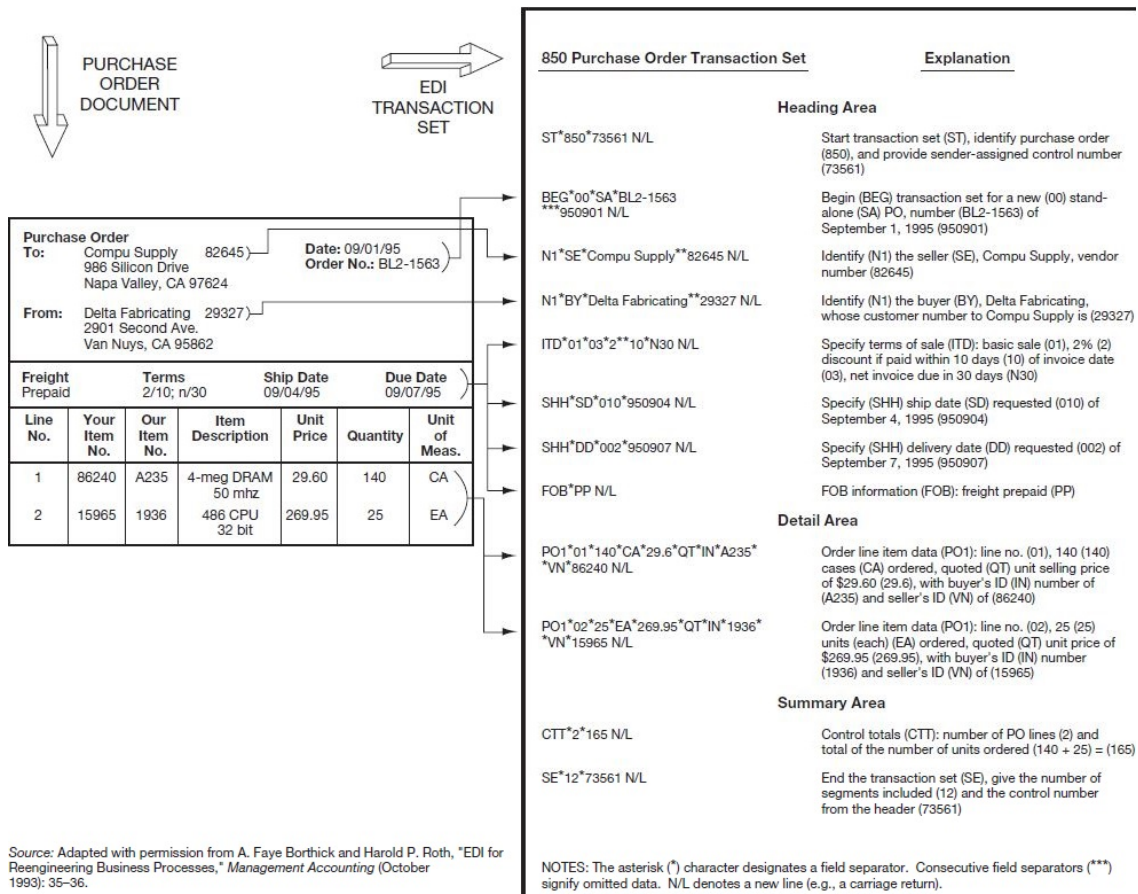 PURCHASE
ORDER
DOCUMENT
EDI
TRANSACTION
SET
Purchase Order
To: Compu Supply 82645
986 Silicon Drive
Napa Valley, CA 97624
Date: 09/01/95
Order No.: BL2-1563
From: Delta Fabricating 29327
2901 Second Ave.
Van Nuys, CA 95862
Freight Terms Ship Date Due Date
Prepaid 2/10; n/30 09/04/95 09/07/95
Line Your Our Item Unit Quantity Unit
No. Item Item Description Price of
No. No. Meas.
1 86240 A235 4-meg DRAM 29.60 140 CA
50 mhz
2 15965 1936 486 CPU 269.95 25 EA
32 bit
Source: Adapted with permission from A. Faye Borthick and Harold P. Roth, "EDI for
Reengineering Business Processes," Management Accounting (October
1993): 35–36.
850 Purchase Order Transaction Set Explanation
Heading Area
ST*850*73561 N/L
Start transaction set (ST), identify purchase order
(850), and provide sender-assigned control number
(73561)
BEG*00*SA*BL2-1563
***950901 N/L
Begin (BEG) transaction set for a new (00) stand-
alone (SA) PO, number (BL2-1563) of
September 1, 1995 (950901)
N1*SE*Compu Supply**82645 N/L
Identify (N1) the seller (SE), Compu Supply, vendor
number (82645)
N1*BY*Delta Fabricating**29327 N/L
Identify (N1) the buyer (BY), Delta Fabricating,
whose customer number to Compu Supply is (29327)
ITD*01*03*2**10*N30 N/L
Specify terms of sale (ITD): basic sale (01), 2% (2)
discount if paid within 10 days (10) of invoice date
(03), net invoice due in 30 days (N30)
SHH*SD*010*950904 N/L
Specify (SHH) ship date (SD) requested (010) of
September 4, 1995 (950904)
SHH*DD*002*950907 N/L
Specify (SHH) delivery date (DD) requested (002) of
September 7, 1995 (950907)
FOB*PP N/L
FOB information (FOB): freight prepaid (PP)
Detail Area
PO1*01*140*CA*29.6*QT*IN*A235*
*VN*86240 N/L
Order line item data (PO1): line no. (01), 140 (140)
cases (CA) ordered, quoted (QT) unit selling price
of $29.60 (29.6), with buyer's ID (IN) number of
(A235) and seller's ID (VN) of (86240)
PO1*02*25*EA*269.95*QT*IN*1936*
*VN*15965 N/L
Order line item data (PO1): line no. (02), 25 (25)
units (each) (EA) ordered, quoted (QT) unit price of
$269.95 (269.95), with buyer's ID (IN) number
(1936) and seller's ID (VN) of (15965)
Summary Area
CTT*2*165 N/L
Control totals (CTT): number of PO lines (2) and
total of the number of units ordered (140 + 25) = (165)
SE*12*73561 N/L
End the transaction set (SE), give the number of
segments included (12) and the control number
from the header (73561)
NOTES: The asterisk (*) character designates a field separator. Consecutive field separators (***)
signify omitted data. N/L denotes a new line (e.g., a carriage return).